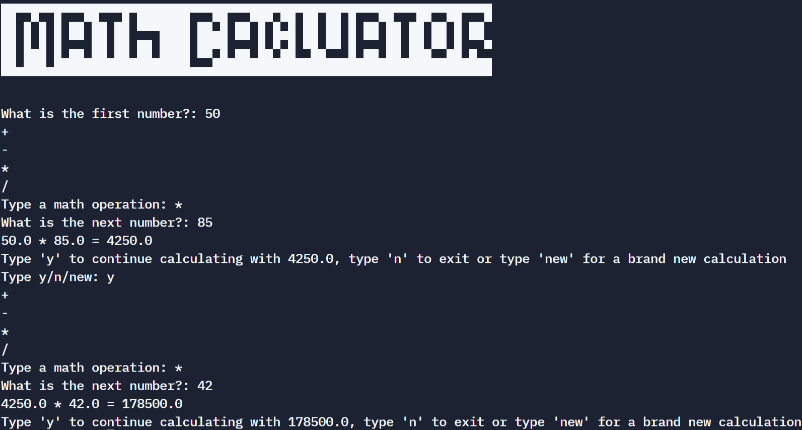 MATH CACLUATOR
What is the first number?: 50
+
-
*
/
Type a math operation: *
What is the next number?: 85
50.0 * 85.0 = 4250.0
Type 'y' to continue calculating with 4250.0, type 'n' to exit or type 'new' for a brand new calculation
Type y/n/new: y
+
-
*
/
Type a math operation: *
What is the next number?: 42
4250.0 * 42.0 = 178500.0
Type 'y' to continue calculating with 178500.0, type 'n' to exit or type 'new' for a brand new calculation